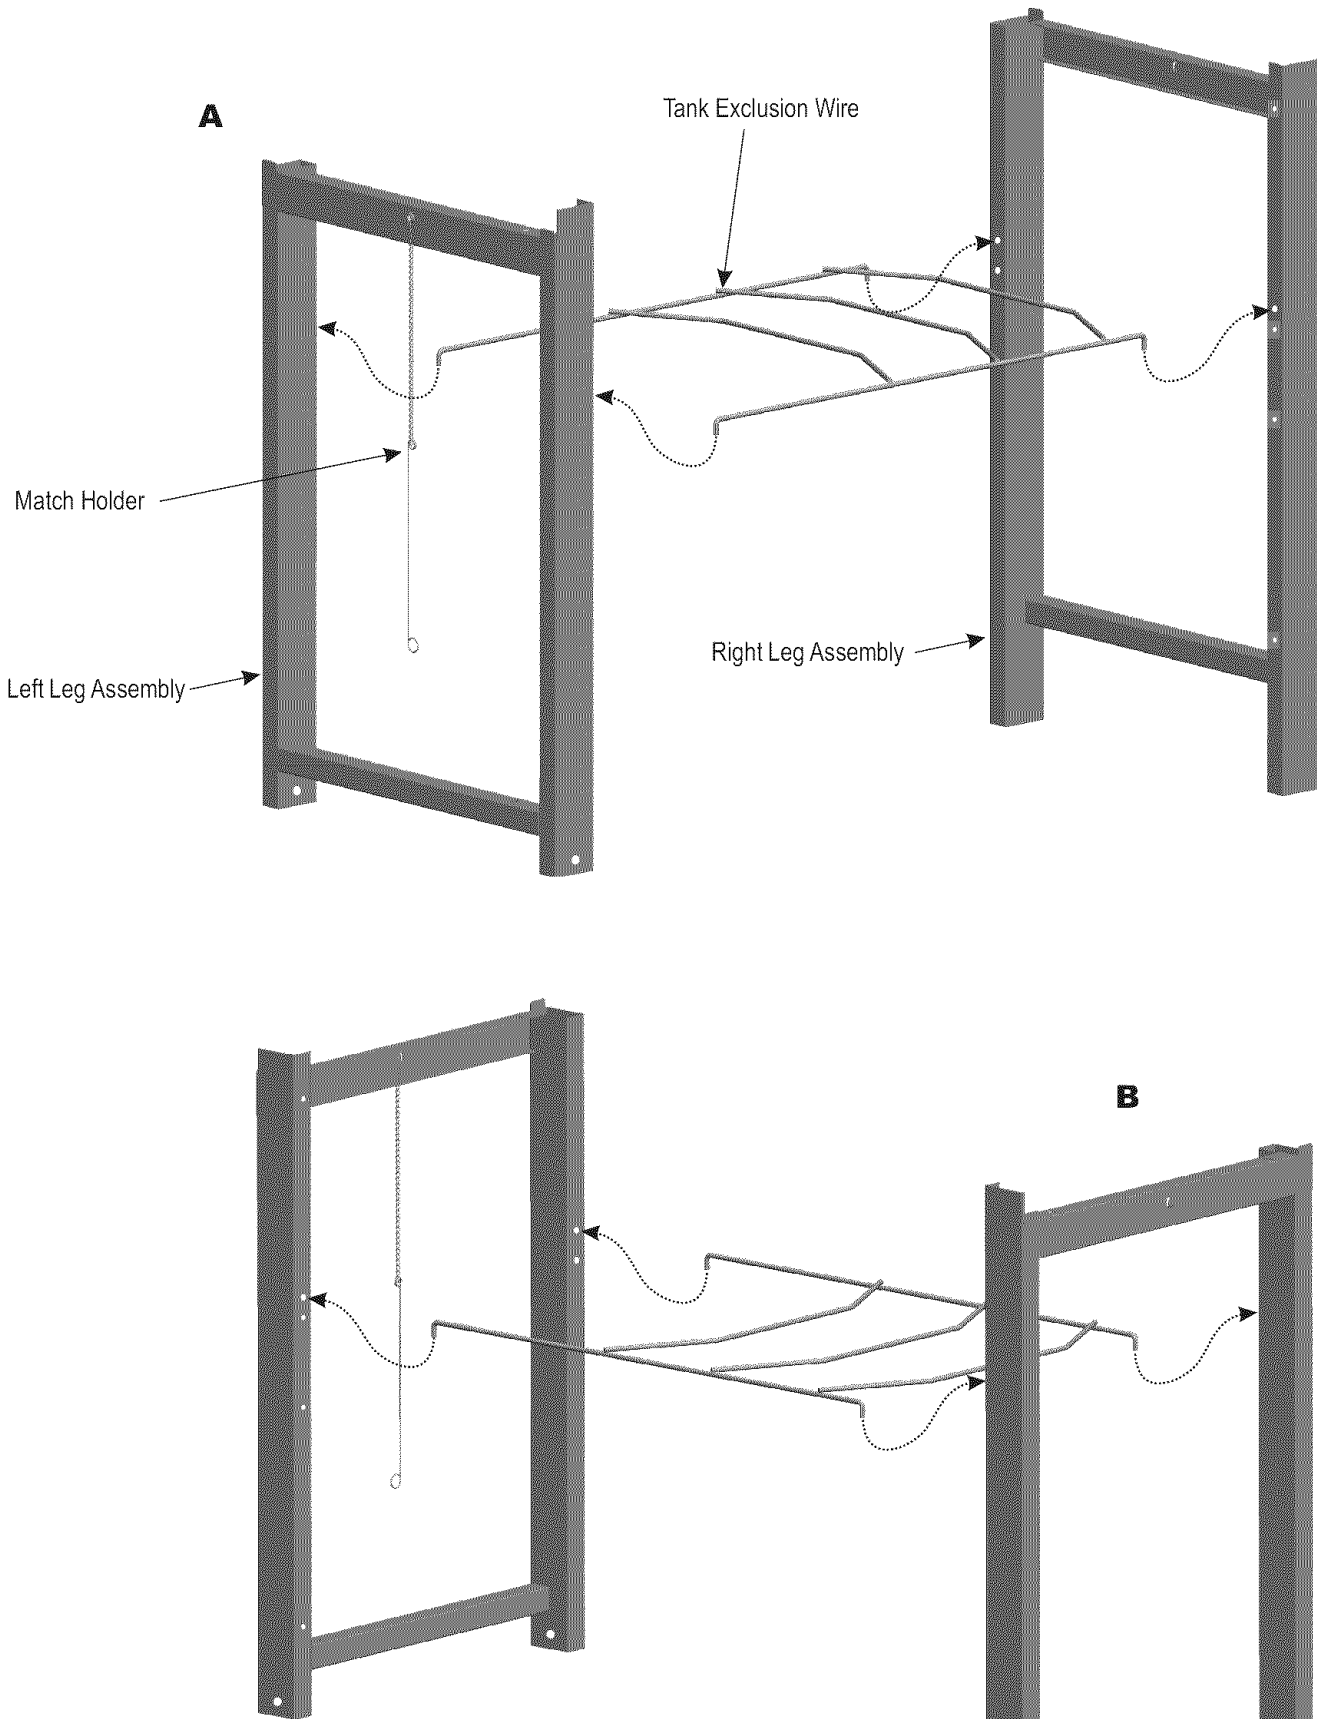 A
Tank Exclusion Wire
Match Holder
Right Leg Assembly
Left Leg Assembly
B